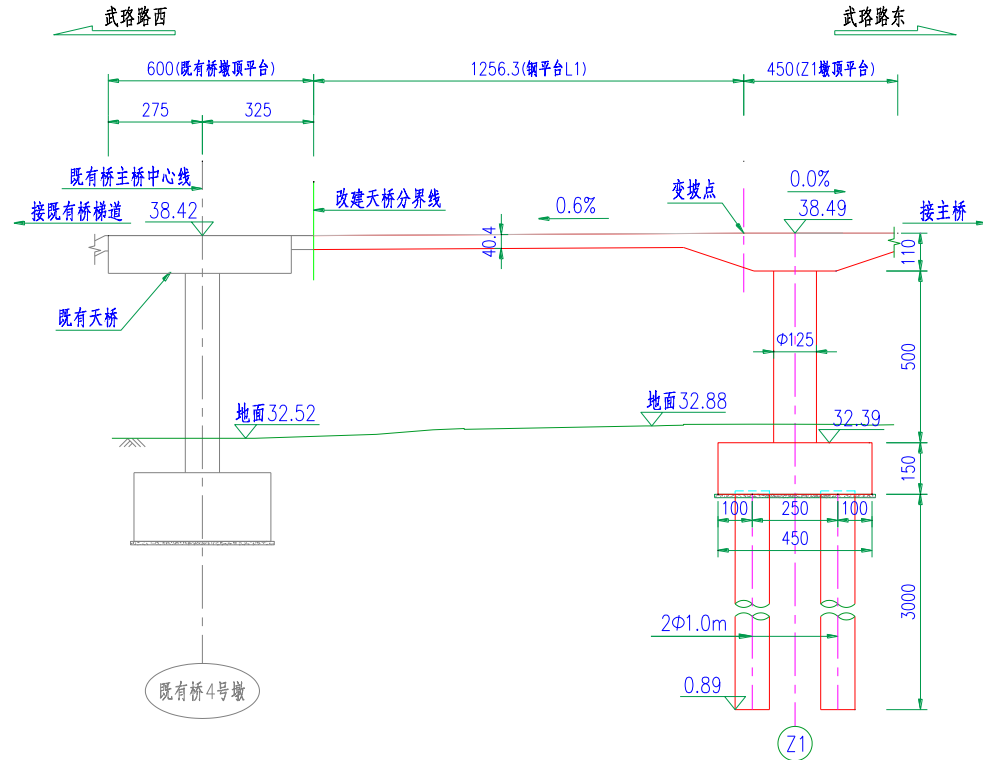 武珞路西
武珞路东
600(既有桥墩顶平台)
1256.3(钢平台L1)
450(Z1墩顶平台)
275
325
既有桥主桥中心线
改建天桥分界线
变坡点
0.0%
接既有桥梯道
38.42
0.6%
38.49
接主桥
40.4
110
既有天桥
Φ125
500
地面32.52
地面32.88
32.39
150
100
250
100
450
3000
2Φ1.0m
0.89
既有桥4号墩
Z1